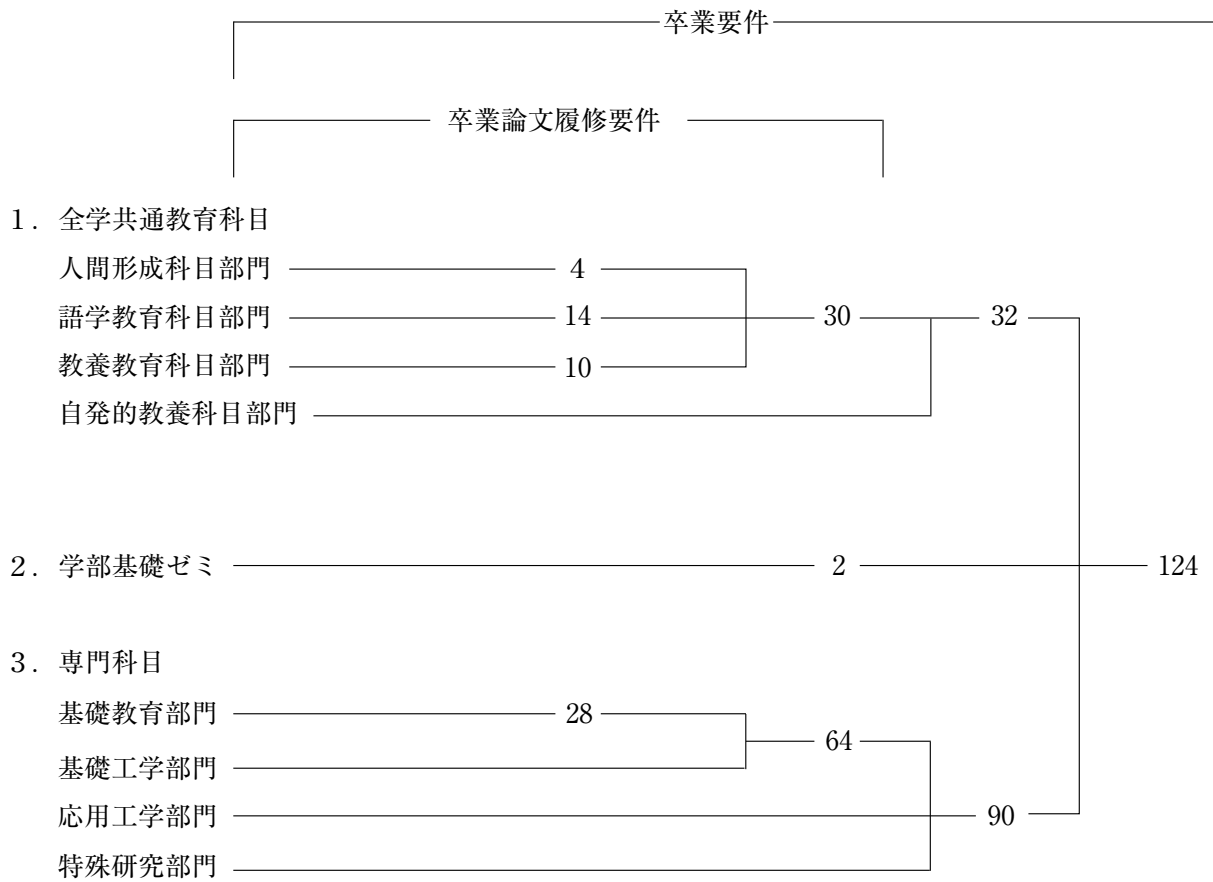 卒業要件
卒業論文履修要件
1. 全学共通教育科目
人間形成科目部門 4
語学教育科目部門 14 30 32
教養教育科目部門 10
自発的教養科目部門
2. 学部基礎ゼミ 2 124
3. 専門科目
基礎教育部門 28
64
基礎工学部門
応用工学部門 90
特殊研究部門